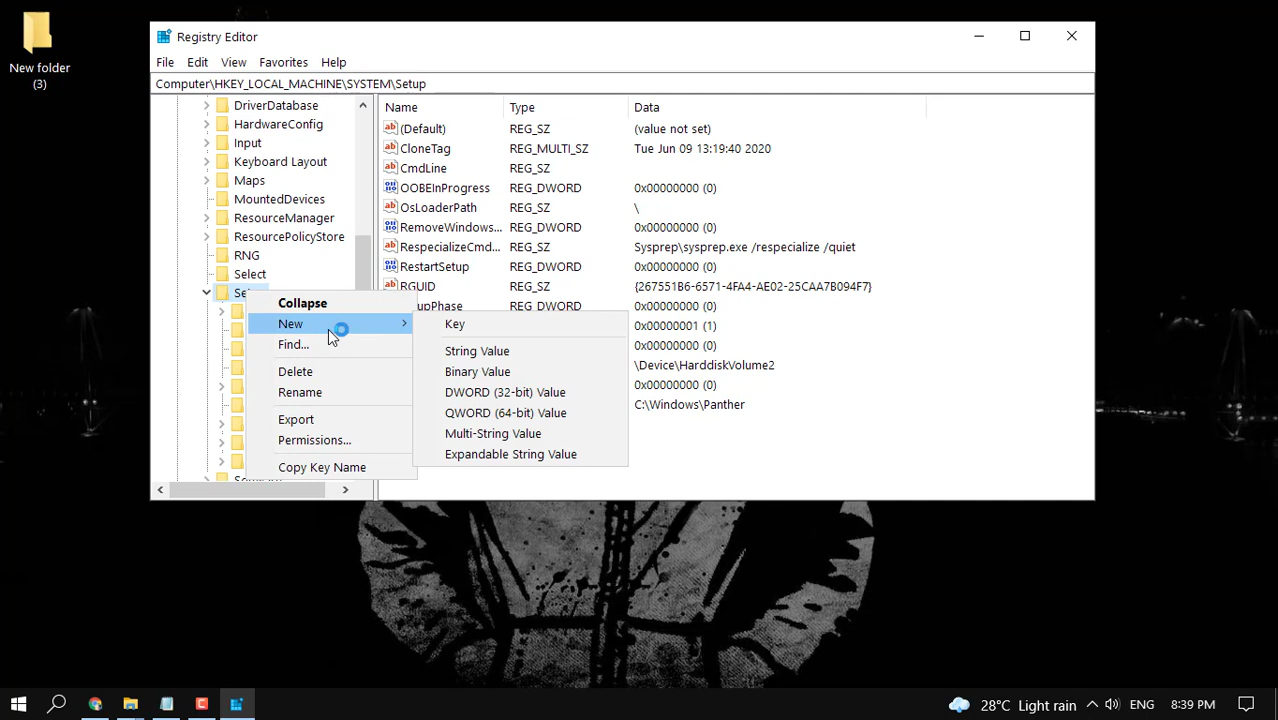 New folder
(3)
Registry Editor
File Edit View Favorites Help
Computer\HKEY_LOCAL_MACHINE\SYSTEM\Setup
DriverDatabase
HardwareConfig
Input
Keyboard Layout
Maps
MountedDevices
ResourceManager
ResourcePolicyStore
RNG
Select
Name Type Data
(Default) REG_SZ (value not set)
CloneTag REG_MULTI_SZ Tue Jun 09 13:19:40 2020
CmdLine REG_SZ
OOBEInProgress REG_DWORD 0x00000000 (0)
OsLoaderPath REG_SZ \
RemoveWindows... REG_DWORD 0x00000000 (0)
RespecializeCmd... REG_SZ Sysprep\sysprep.exe /respecialize /quiet
RestartSetup REG_DWORD 0x00000000 (0)
RGUID REG_SZ {267551B6-6571-4FA4-AE02-25CAA7B094F7}
REG_DWORD 0x00000000 (0)
0x00000001 (1)
0x00000000 (0)
\Device\HarddiskVolume2
0x00000000 (0)
C:\Windows\Panther
Collapse
New
Find...
Delete
Rename
Export
Permissions...
Copy Key Name
Key
String Value
Binary Value
DWORD (32-bit) Value
QWORD (64-bit) Value
Multi-String Value
Expandable String Value
28°C Light rain ENG 8:39 PM